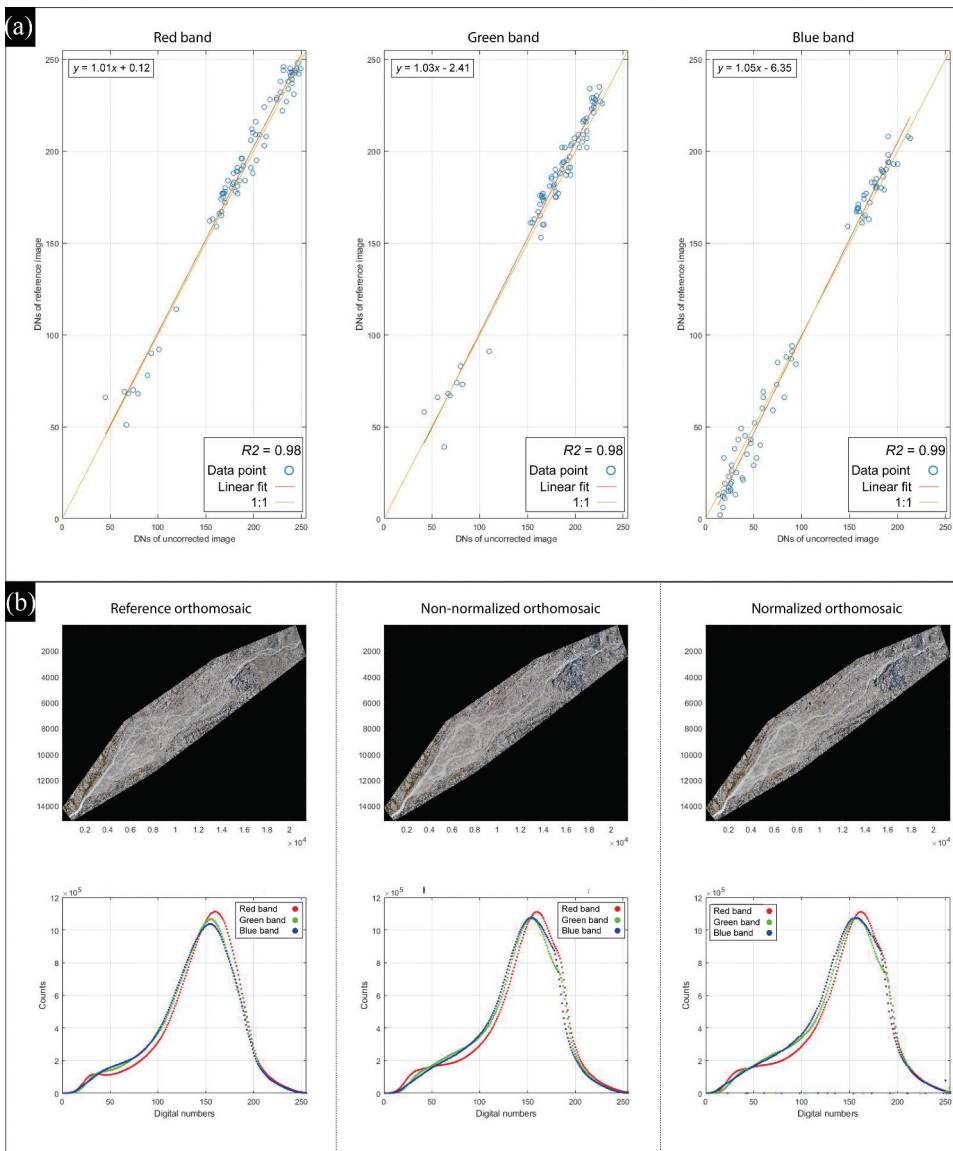 (a)
Red band
Green band
Blue band
y = 1.01x + 0.12
y = 1.03x - 2.41
y = 1.05x - 6.35
250
200
150
100
50
0
DNs of reference image
0 50 100 150 200 250
DNs of uncorrected image
R2 = 0.98
Data point
Linear fit
1:1
250
200
150
100
50
0
DNs of reference image
0 50 100 150 200 250
DNs of uncorrected image
R2 = 0.98
Data point
Linear fit
1:1
250
200
150
100
50
0
DNs of reference image
0 50 100 150 200 250
DNs of uncorrected image
R2 = 0.99
Data point
Linear fit
1:1
(b)
Reference orthomosaic
Non-normalized orthomosaic
Normalized orthomosaic
2000
4000
6000
8000
10000
12000
14000
0.2 0.4 0.6 0.8 1 1.2 1.4 1.6 1.8 2
× 10^4
2000
4000
6000
8000
10000
12000
14000
0.2 0.4 0.6 0.8 1 1.2 1.4 1.6 1.8 2
× 10^4
2000
4000
6000
8000
10000
12000
14000
0.2 0.4 0.6 0.8 1 1.2 1.4 1.6 1.8 2
× 10^4
× 10^5
12
10
8
6
4
2
0
Counts
Red band
Green band
Blue band
0 50 100 150 200 250
Digital numbers
× 10^5
12
10
8
6
4
2
0
Counts
Red band
Green band
Blue band
0 50 100 150 200 250
Digital numbers
× 10^5
12
10
8
6
4
2
0
Counts
Red band
Green band
Blue band
0 50 100 150 200 250
Digital numbers